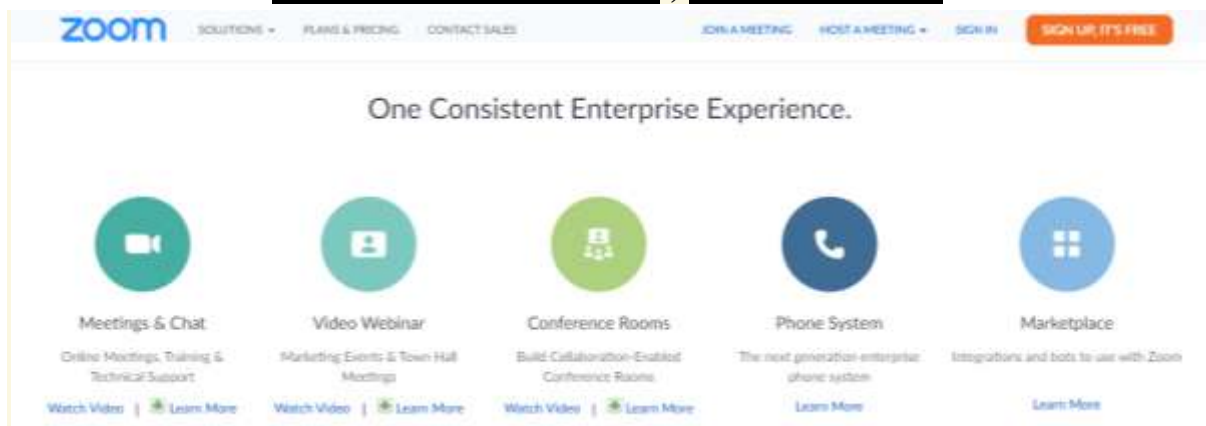 zoom SOLUTIONS PLANS & PRICING CONTACT SALES JOIN A MEETING HOST A MEETING SIGN IN SIGN UP, IT'S FREE
One Consistent Enterprise Experience.
Meetings & Chat Video Webinar Conference Rooms Phone System Marketplace
Online Meetings, Training & Marketing Events & Town Hall Build Collaboration-Enabled The next generation enterprise Integrations and bots to use with Zoom
Technical Support Meetings Conference Rooms phone system
Watch Video | Learn More Watch Video | Learn More Watch Video | Learn More Learn More Learn More